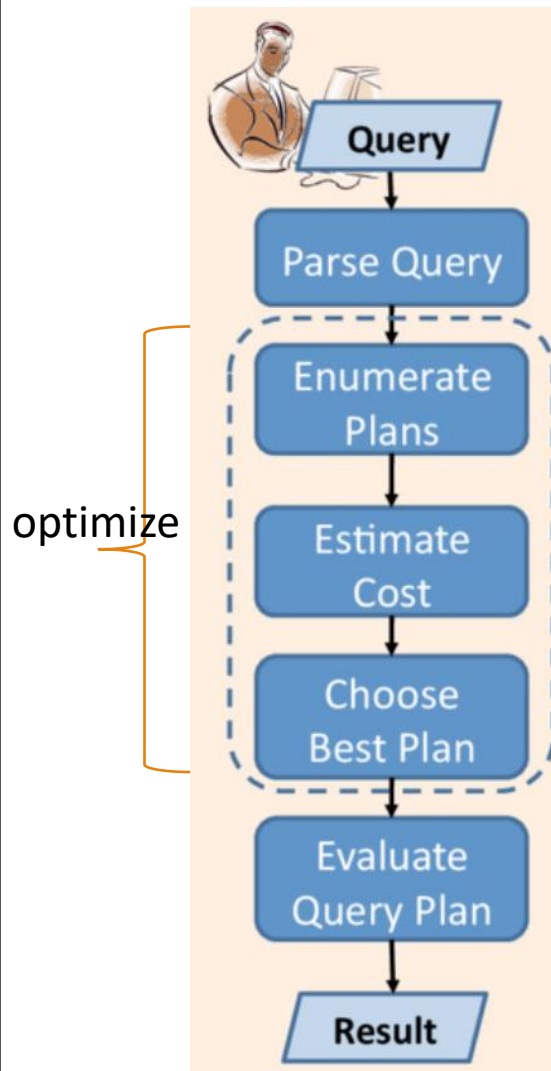 Query
Parse Query
Enumerate
Plans
optimize
Estimate
Cost
Choose
Best Plan
Evaluate
Query Plan
Result